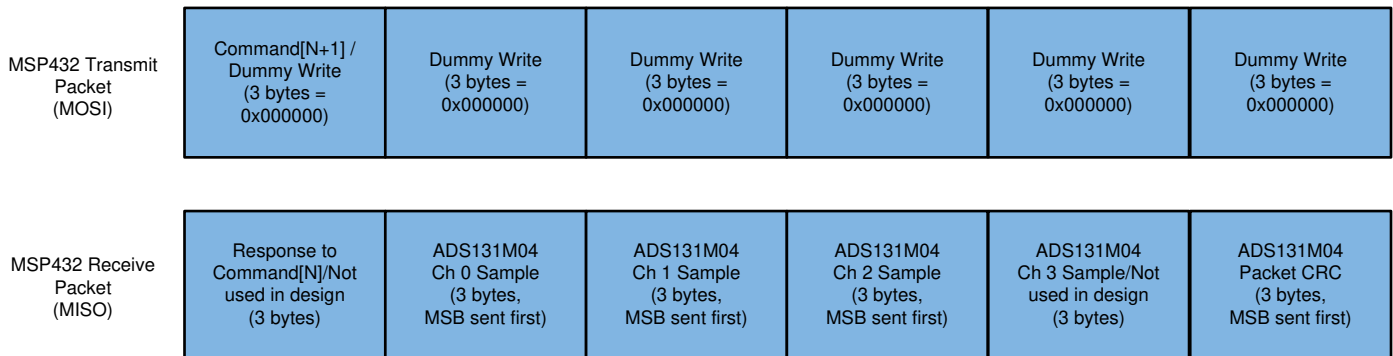 MSP432 Transmit
Packet
(MOSI)
Command[N+1] /
Dummy Write
(3 bytes =
0x000000)
Dummy Write
(3 bytes =
0x000000)
Dummy Write
(3 bytes =
0x000000)
Dummy Write
(3 bytes =
0x000000)
Dummy Write
(3 bytes =
0x000000)
Dummy Write
(3 bytes =
0x000000)
MSP432 Receive
Packet
(MISO)
Response to
Command[N]/Not
used in design
(3 bytes)
ADS131M04
Ch 0 Sample
(3 bytes,
MSB sent first)
ADS131M04
Ch 1 Sample
(3 bytes,
MSB sent first)
ADS131M04
Ch 2 Sample
(3 bytes,
MSB sent first)
ADS131M04
Ch 3 Sample/Not
used in design
(3 bytes)
ADS131M04
Packet CRC
(3 bytes,
MSB sent first)